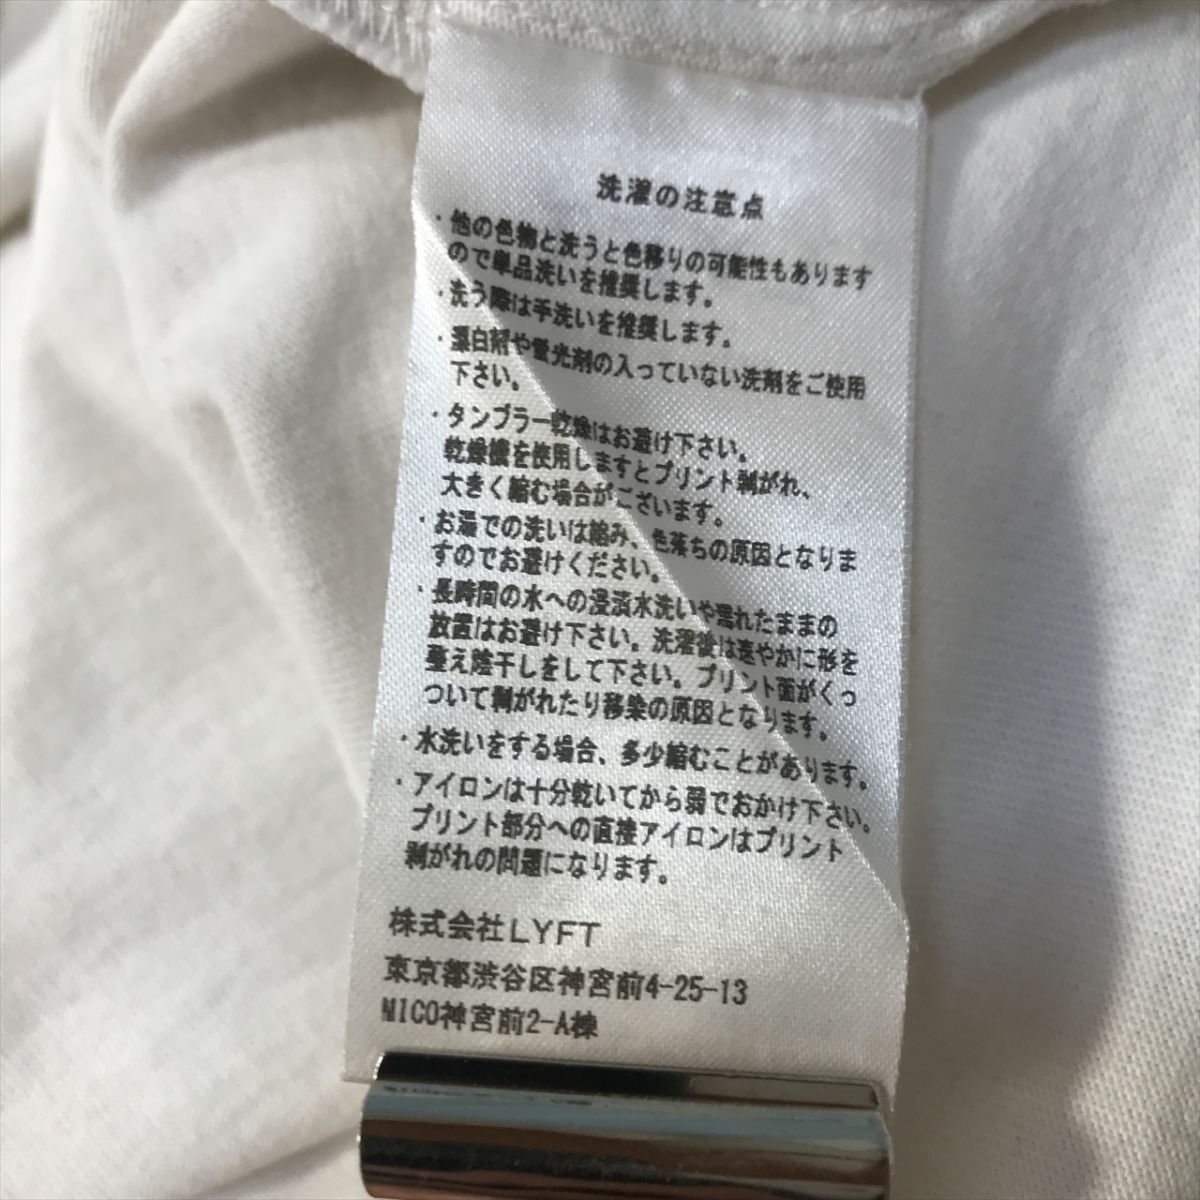 洗濯の注意点
・他の色物と洗うと色移りの可能性もあります
ので単品洗いを推奨します。
・洗う際は手洗いを推奨します。
・漂白剤や蛍光剤の入っていない洗剤をご使用
下さい。
・タンブラー乾燥はお避け下さい。
乾燥機を使用しますとプリント剥がれ、
大きく縮む場合がございます。
・お湯での洗いは縮み、色落ちの原因となりま
すのでお避けください。
・長時間の水への浸漬水洗いや濡れたままの
放置はお避け下さい。洗濯後は速やかに形を
整え陰干しをして下さい。プリント面がくっ
ついて剥がれたり移染の原因となります。
・水洗いをする場合、多少縮むことがあります。
・アイロンは十分乾いてから弱でおかけ下さい。
プリント部分への直接アイロンはプリント
剥がれの問題になります。
株式会社LYFT
東京都渋谷区神宮前4-25-13
NICO神宮前2-A棟